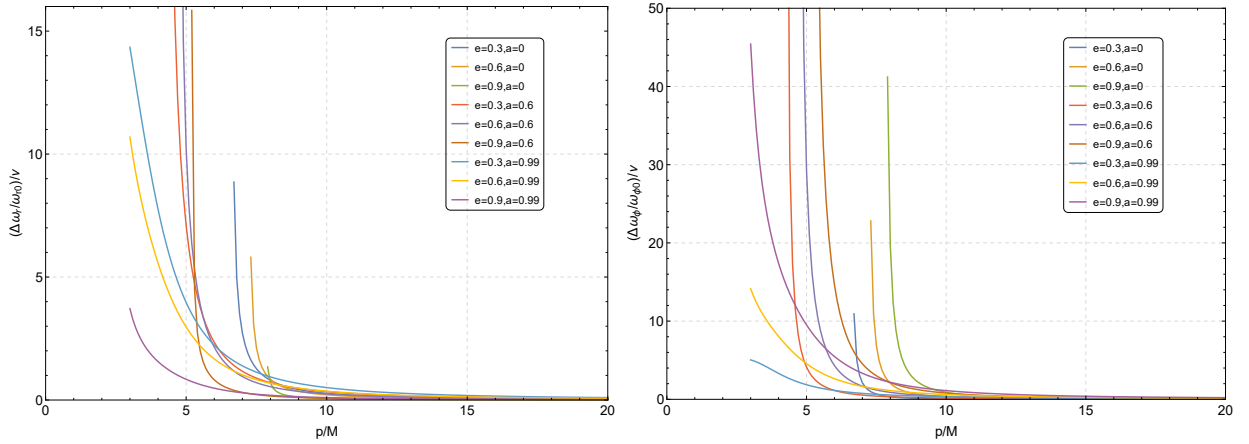 15
10
5
0
0
5
10
15
20
p/M
(Δωr/ωr0)/ν
e=0.3,a=0
e=0.6,a=0
e=0.9,a=0
e=0.3,a=0.6
e=0.6,a=0.6
e=0.9,a=0.6
e=0.3,a=0.99
e=0.6,a=0.99
e=0.9,a=0.99
50
40
30
20
10
0
0
5
10
15
20
p/M
(Δωϕ/ωϕ0)/ν
e=0.3,a=0
e=0.6,a=0
e=0.9,a=0
e=0.3,a=0.6
e=0.6,a=0.6
e=0.9,a=0.6
e=0.3,a=0.99
e=0.6,a=0.99
e=0.9,a=0.99